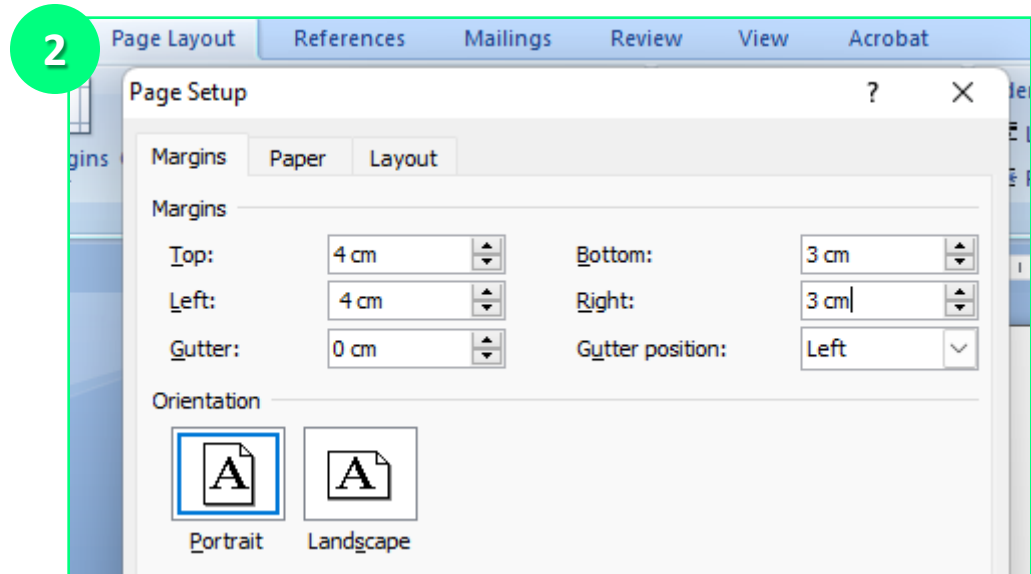 2
Page Layout References Mailings Review View Acrobat
Page Setup ?
gins
Margins Paper Layout
Margins
Top: 4 cm Bottom: 3 cm
Left: 4 cm Right: 3 cm
Gutter: 0 cm Gutter position: Left
Orientation
A A
Portrait Landscape